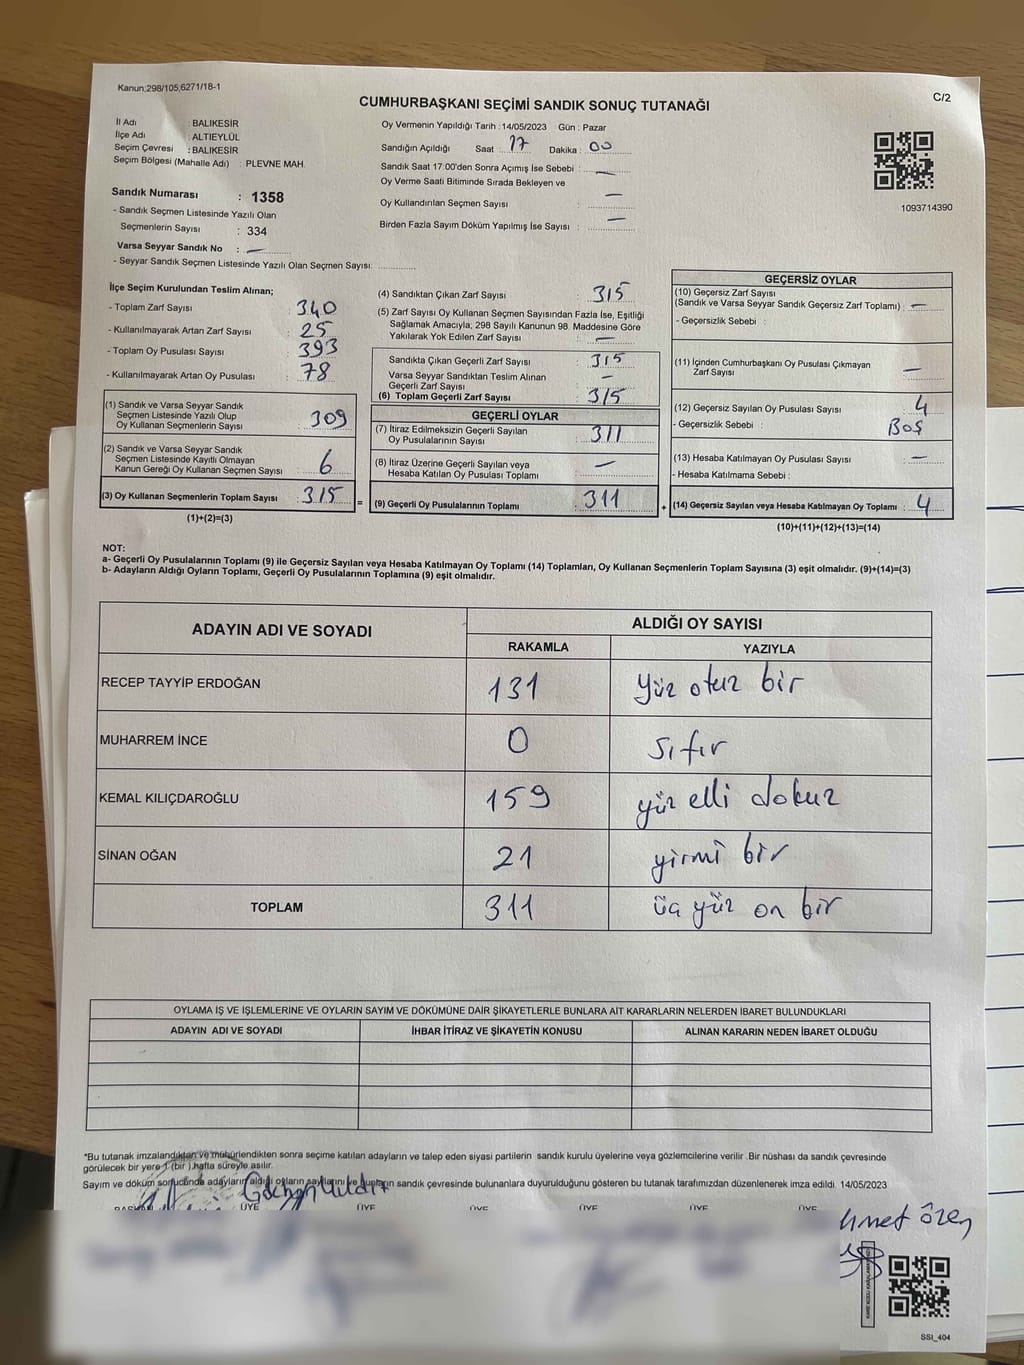 Kanun;298/105,6271/18-1
C/2
CUMHURBAŞKANI SEÇİMİ SANDIK SONUÇ TUTANAĞI
İl Adı : BALIKESİR
İlçe Adı : ALTIEYLÜL
Seçim Çevresi : BALIKESİR
Seçim Bölgesi (Mahalle Adı) : PLEVNE MAH.
Sandık Numarası : 1358
- Sandık Seçmen Listesinde Yazılı Olan
Seçmenlerin Sayısı : 334
Varsa Seyyar Sandık No : —
- Seyyar Sandık Seçmen Listesinde Yazılı Olan Seçmen Sayısı: ............
Oy Vermenin Yapıldığı Tarih : 14/05/2023 Gün : Pazar
Sandığın Açıldığı Saat : 17 Dakika : 00
Sandık Saat 17:00'den Sonra Açımış İse Sebebi : —
Oy Verme Saati Bitiminde Sırada Bekleyen ve
Oy Kullandırılan Seçmen Sayısı : —
Birden Fazla Sayım Döküm Yapılmış İse Sayısı : —
1093714390
İlçe Seçim Kurulundan Teslim Alınan;
- Toplam Zarf Sayısı : 340
- Kullanılmayarak Artan Zarf Sayısı : 25
- Toplam Oy Pusulası Sayısı : 393
- Kullanılmayarak Artan Oy Pusulası : 78
(1) Sandık ve Varsa Seyyar Sandık
Seçmen Listesinde Yazılı Olup
Oy Kullanan Seçmenlerin Sayısı : 309
(2) Sandık ve Varsa Seyyar Sandık
Seçmen Listesinde Kayıtlı Olmayan
Kanun Gereği Oy Kullanan Seçmen Sayısı : 6
(3) Oy Kullanan Seçmenlerin Toplam Sayısı : 315 =
(1)+(2)=(3)
(4) Sandıktan Çıkan Zarf Sayısı : 315
(5) Zarf Sayısı Oy Kullanan Seçmen Sayısından Fazla İse, Eşitliği
Sağlamak Amacıyla; 298 Sayılı Kanunun 98. Maddesine Göre
Yakılarak Yok Edilen Zarf Sayısı : —
Sandıkta Çıkan Geçerli Zarf Sayısı : 315
Varsa Seyyar Sandıktan Teslim Alınan
Geçerli Zarf Sayısı : —
(6) Toplam Geçerli Zarf Sayısı : 315
GEÇERLİ OYLAR
(7) İtiraz Edilmeksizin Geçerli Sayılan
Oy Pusulalarının Sayısı : 311
(8) İtiraz Üzerine Geçerli Sayılan veya
Hesaba Katılan Oy Pusulası Toplamı : —
(9) Geçerli Oy Pusulalarının Toplamı : 311 +
GEÇERSİZ OYLAR
(10) Geçersiz Zarf Sayısı
(Sandık ve Varsa Seyyar Sandık Geçersiz Zarf Toplamı) : —
- Geçersizlik Sebebi :
(11) İçinden Cumhurbaşkanı Oy Pusulası Çıkmayan
Zarf Sayısı : —
(12) Geçersiz Sayılan Oy Pusulası Sayısı : 4
- Geçersizlik Sebebi : BOŞ
(13) Hesaba Katılmayan Oy Pusulası Sayısı : —
- Hesaba Katılmama Sebebi :
(14) Geçersiz Sayılan veya Hesaba Katılmayan Oy Toplamı : 4
(10)+(11)+(12)+(13)=(14)
NOT:
a- Geçerli Oy Pusulalarının Toplamı (9) ile Geçersiz Sayılan veya Hesaba Katılmayan Oy Toplamı (14) Toplamları, Oy Kullanan Seçmenlerin Toplam Sayısına (3) eşit olmalıdır. (9)+(14)=(3)
b- Adayların Aldığı Oyların Toplamı, Geçerli Oy Pusulalarının Toplamına (9) eşit olmalıdır.
ADAYIN ADI VE SOYADI ALDIĞI OY SAYISI
RAKAMLA YAZIYLA
RECEP TAYYİP ERDOĞAN 131 yüz otuz bir
MUHARREM İNCE 0 sıfır
KEMAL KILIÇDAROĞLU 159 yüz elli dokuz
SİNAN OĞAN 21 yirmi bir
TOPLAM 311 üç yüz on bir
OYLAMA İŞ VE İŞLEMLERİNE VE OYLARIN SAYIM VE DÖKÜMÜNE DAİR ŞİKAYETLERLE BUNLARA AİT KARARLARIN NELERDEN İBARET BULUNDUKLARI
ADAYIN ADI VE SOYADI İHBAR İTİRAZ VE ŞİKAYETİN KONUSU ALINAN KARARIN NEDEN İBARET OLDUĞU
*Bu tutanak imzalandıktan ve mühürlendikten sonra seçime katılan adayların ve talep eden siyasi partilerin sandık kurulu üyelerine veya gözlemcilerine verilir .Bir nüshası da sandık çevresinde
görülecek bir yere 1 (bir ) hafta süreyle asılır.
Sayım ve döküm sonucunda adayların aldığı oyların sayılarını ve bunların sandık çevresinde bulunanlara duyurulduğunu gösteren bu tutanak tarafımızdan düzenlenerek imza edildi. 14/05/2023
Gökhan Yıldız
BAŞKAN ÜYE ÜYE ÜYE ÜYE ÜYE ÜYE
SSI_404